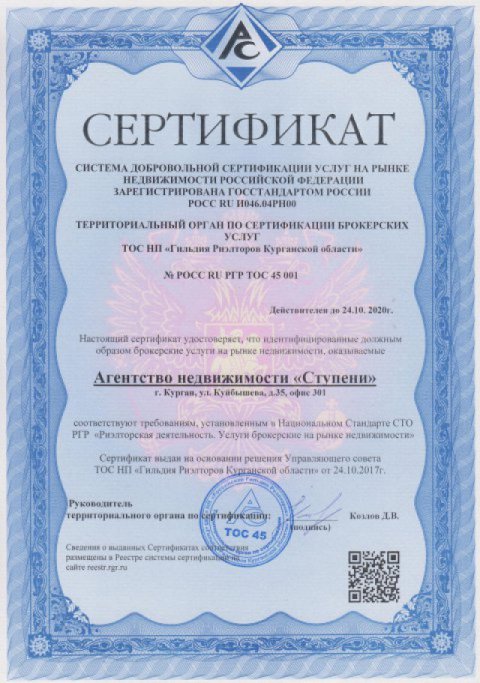 АС
СЕРТИФИКАТ
СИСТЕМА ДОБРОВОЛЬНОЙ СЕРТИФИКАЦИИ УСЛУГ НА РЫНКЕ
НЕДВИЖИМОСТИ РОССИЙСКОЙ ФЕДЕРАЦИИ
ЗАРЕГИСТРИРОВАНА ГОССТАНДАРТОМ РОССИИ
РОСС RU И046.04РН00
ТЕРРИТОРИАЛЬНЫЙ ОРГАН ПО СЕРТИФИКАЦИИ БРОКЕРСКИХ
УСЛУГ
ТОС НП «Гильдия Риэлторов Курганской области»
№ РОСС RU РГР ТОС 45 001
Действителен до 24.10. 2020г.
Настоящий сертификат удостоверяет, что идентифицированные должным
образом брокерские услуги на рынке недвижимости, оказываемые
Агентство недвижимости «Ступени»
г. Курган, ул. Куйбышева, д.35, офис 301
соответствуют требованиям, установленным в Национальном Стандарте СТО
РГР «Риэлторская деятельность. Услуги брокерские на рынке недвижимости»
Сертификат выдан на основании решения Управляющего совета
ТОС НП «Гильдия Риэлторов Курганской области» от 24.10.2017г.
Руководитель
территориального органа по сертификации:
Козлов Д.В.
(подпись)
ТОС 45
Сведения о выданных Сертификатах соответствия
размещены в Реестре системы сертификации на
сайте reestr.rgr.ru